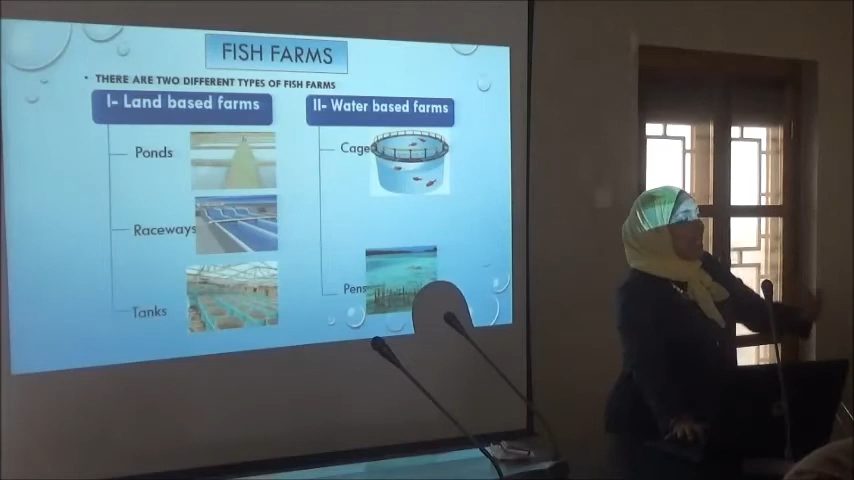 FISH FARMS
• THERE ARE TWO DIFFERENT TYPES OF FISH FARMS
I- Land based farms
II- Water based farms
Ponds
Cage
Raceways
Pens
Tanks